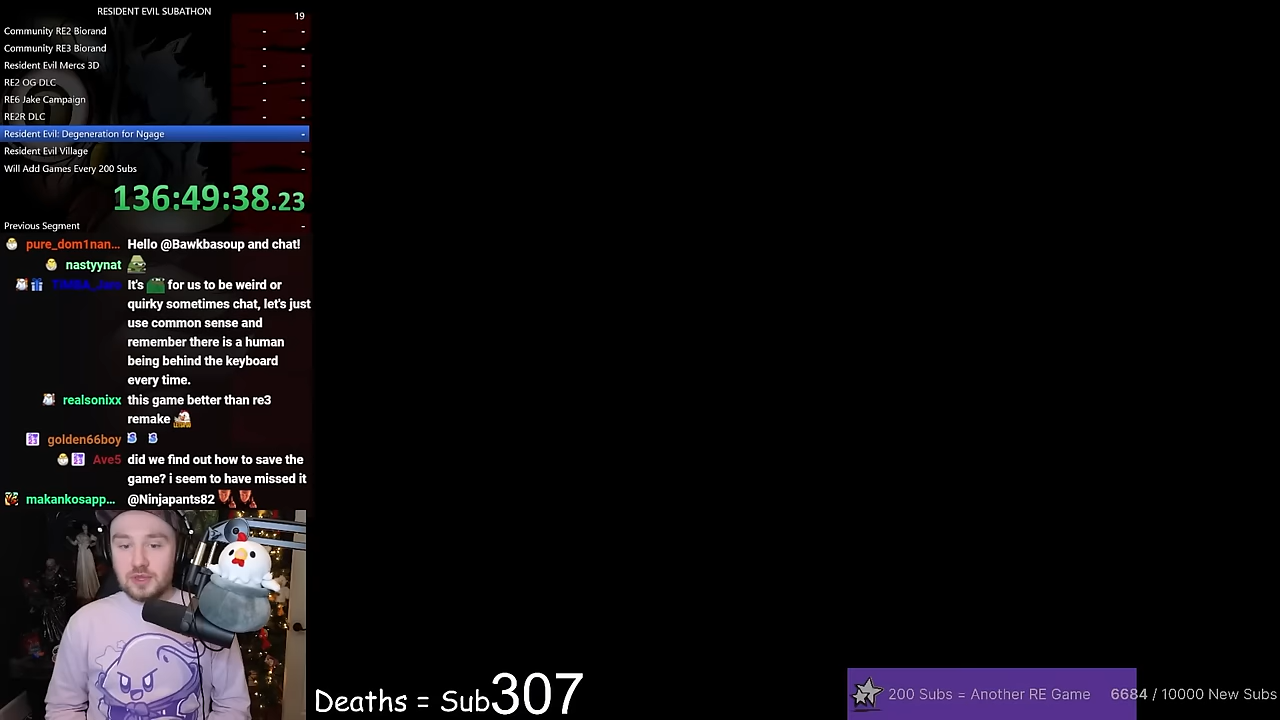 RESIDENT EVIL SUBATHON
19
Community RE2 Biorand - -
Community RE3 Biorand - -
Resident Evil Mercs 3D - -
RE2 OG DLC - -
RE6 Jake Campaign - -
RE2R DLC - -
Resident Evil: Degeneration for Ngage -
Resident Evil Village -
Will Add Games Every 200 Subs -
136:49:38.23
Previous Segment -
pure_dom1nan... Hello @Bawkbasoup and chat!
nastyynat
It's for us to be weird or
quirky sometimes chat, let's just
use common sense and
remember there is a human
being behind the keyboard
every time.
realsonixx this game better than re3
remake
golden66boy
Ave5 did we find out how to save the
game? i seem to have missed it
makankosapp... @Ninjapants82
Deaths = Sub307
200 Subs = Another RE Game 6684 / 10000 New Subs